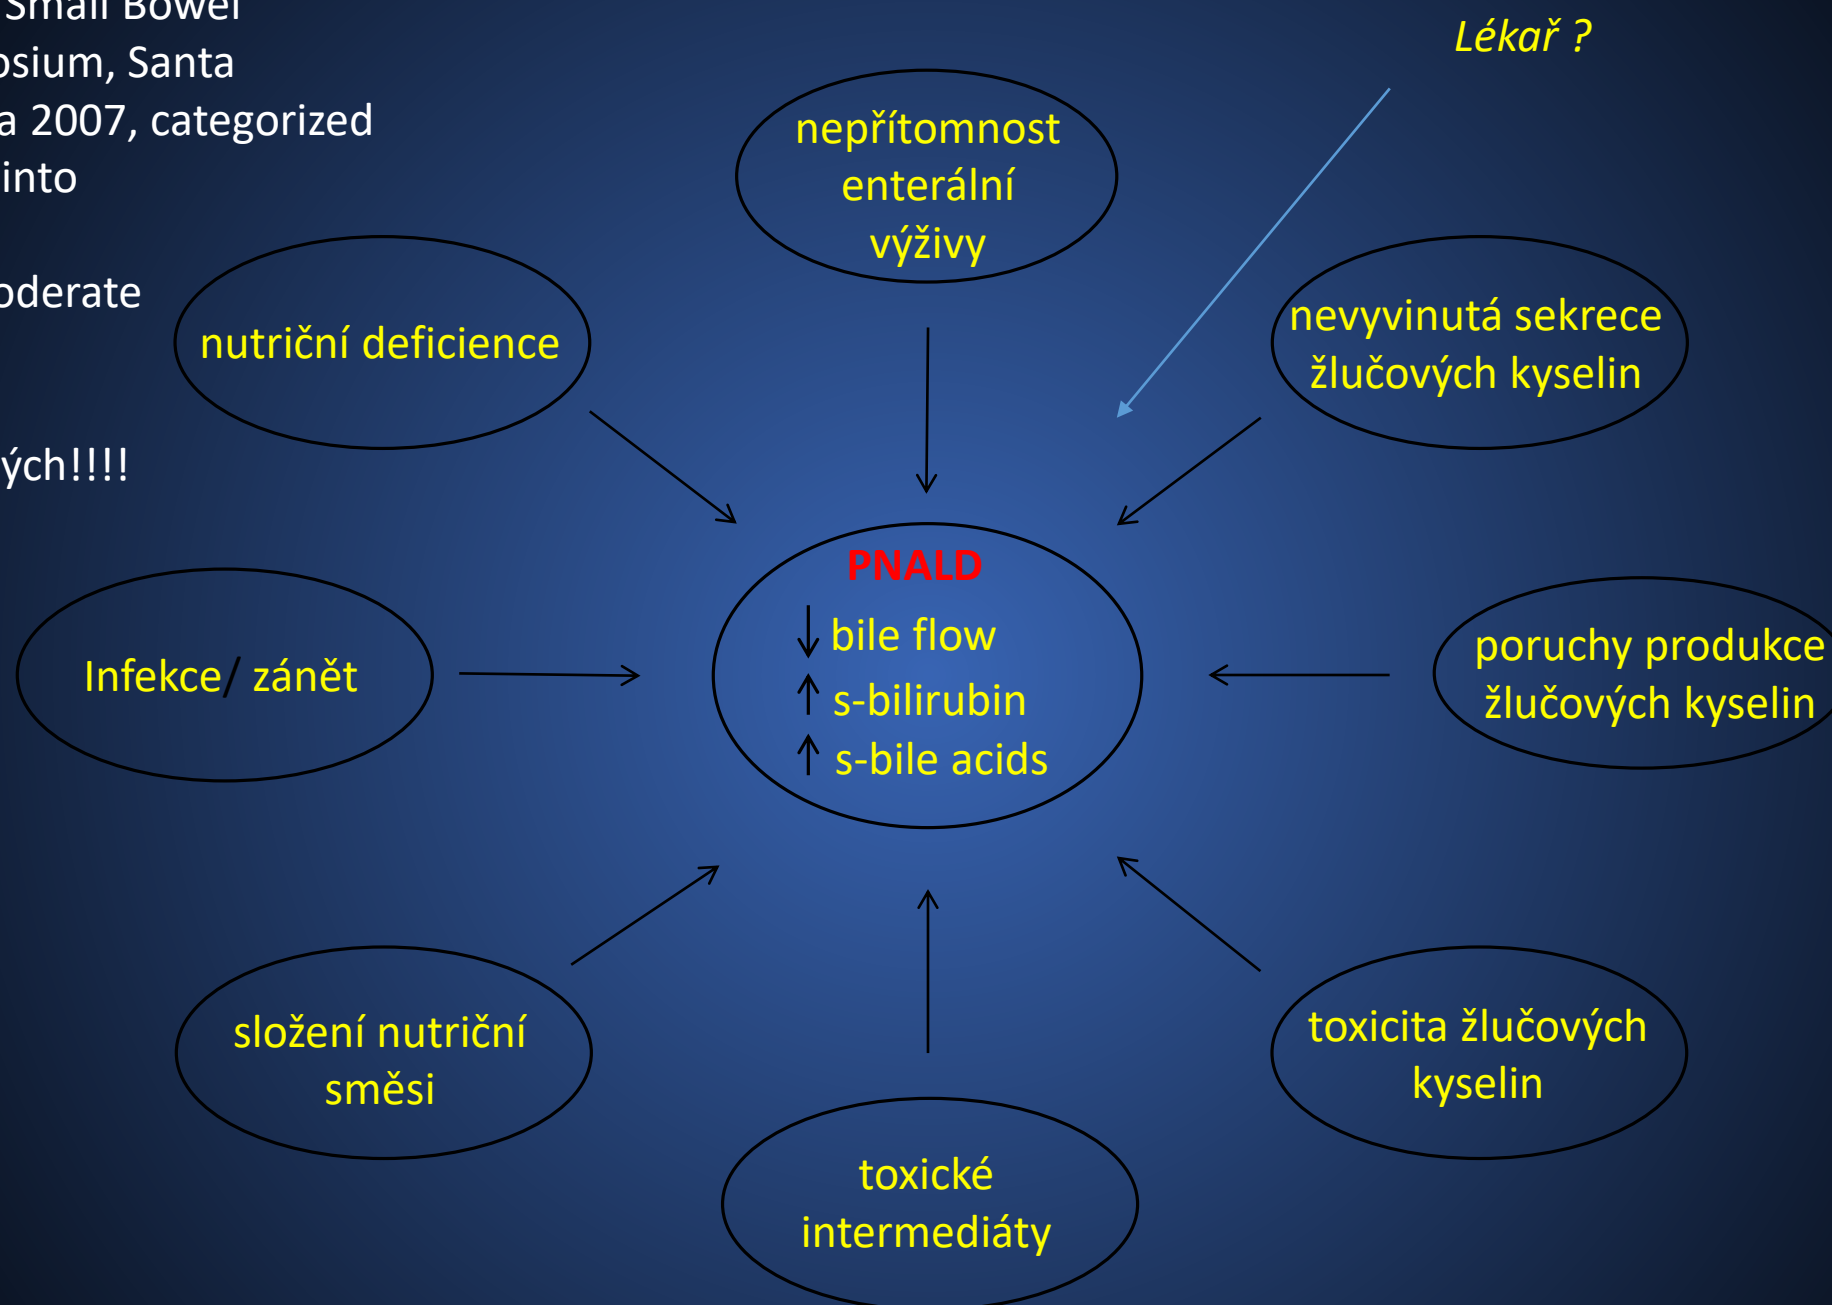 Small Bowel
osium, Santa
a 2007, categorized
into
oderate
ých!!!!
Lékař ?
nepřítomnost
enterální
výživy
nutriční deficience
nevyvinutá sekrece
žlučových kyselin
Infekce/ zánět
PNALD
↓ bile flow
↑ s-bilirubin
↑ s-bile acids
poruchy produkce
žlučových kyselin
složení nutriční
směsi
toxické
intermediáty
toxicita žlučových
kyselin